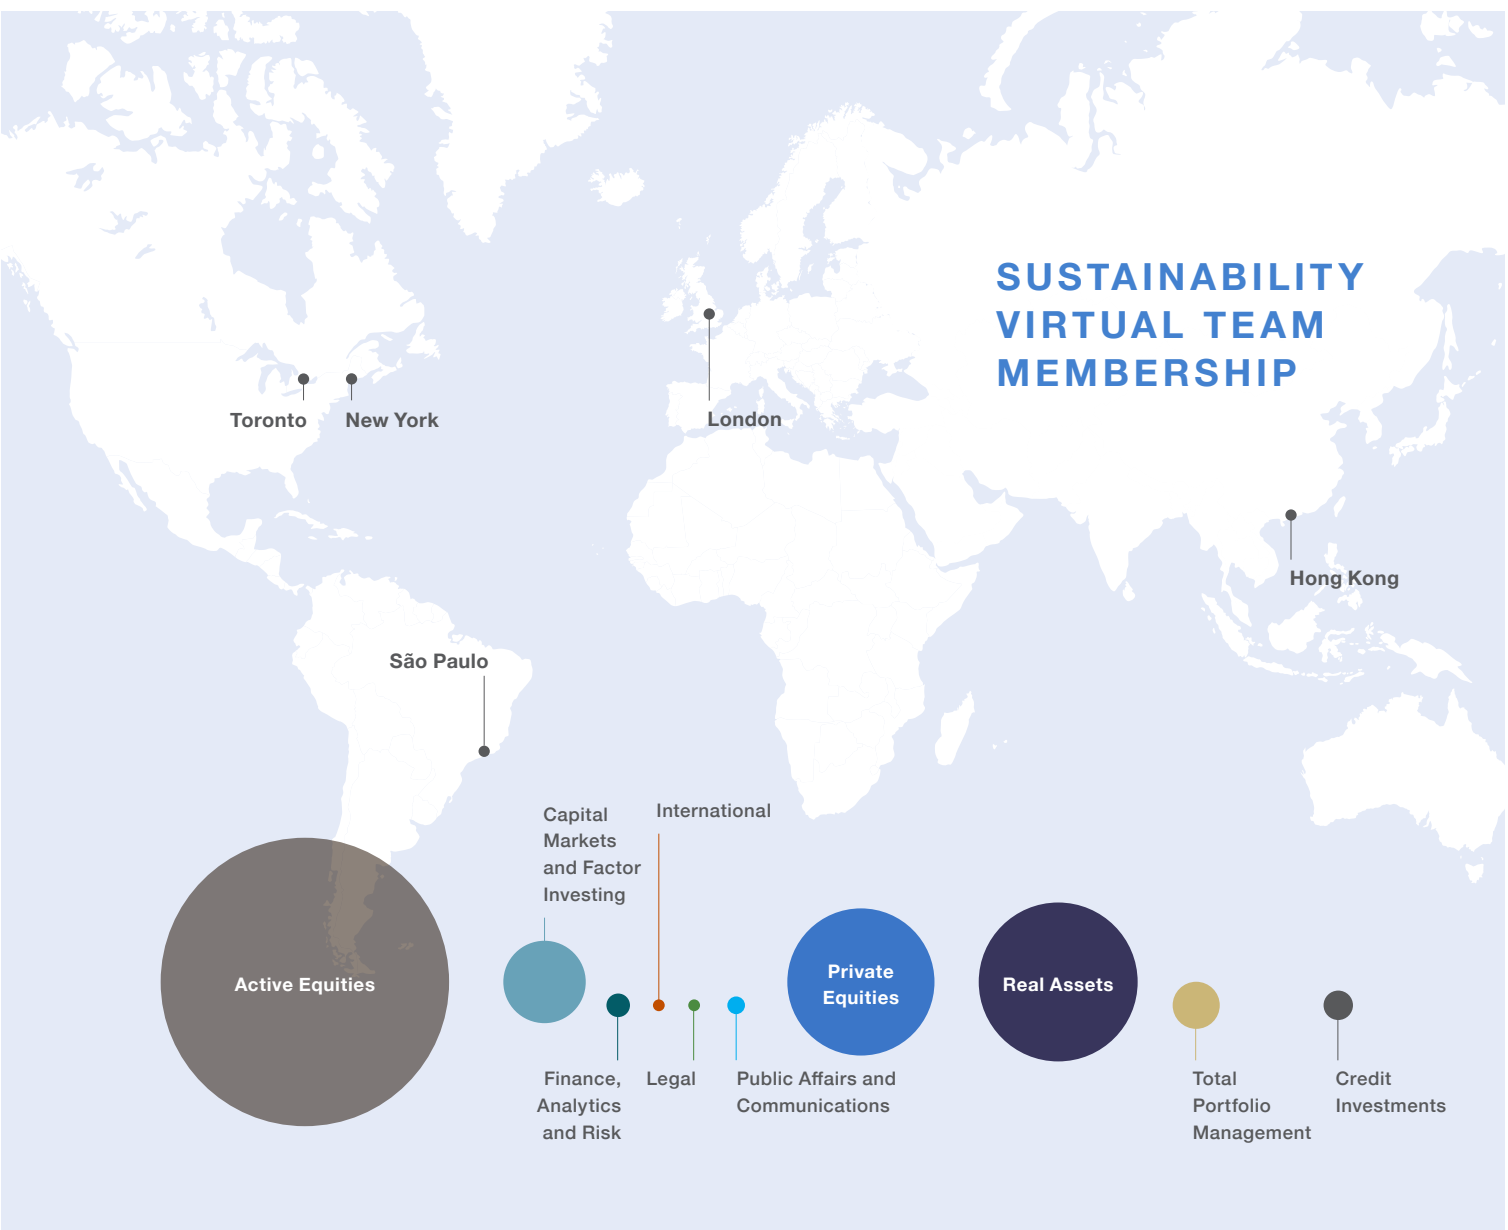 SUSTAINABILITY
VIRTUAL TEAM
MEMBERSHIP
Toronto
New York
London
Hong Kong
São Paulo
Capital
Markets
and Factor
Investing
International
Active Equities
Private
Equities
Real Assets
Finance,
Analytics
and Risk
Legal
Public Affairs and
Communications
Total
Portfolio
Management
Credit
Investments